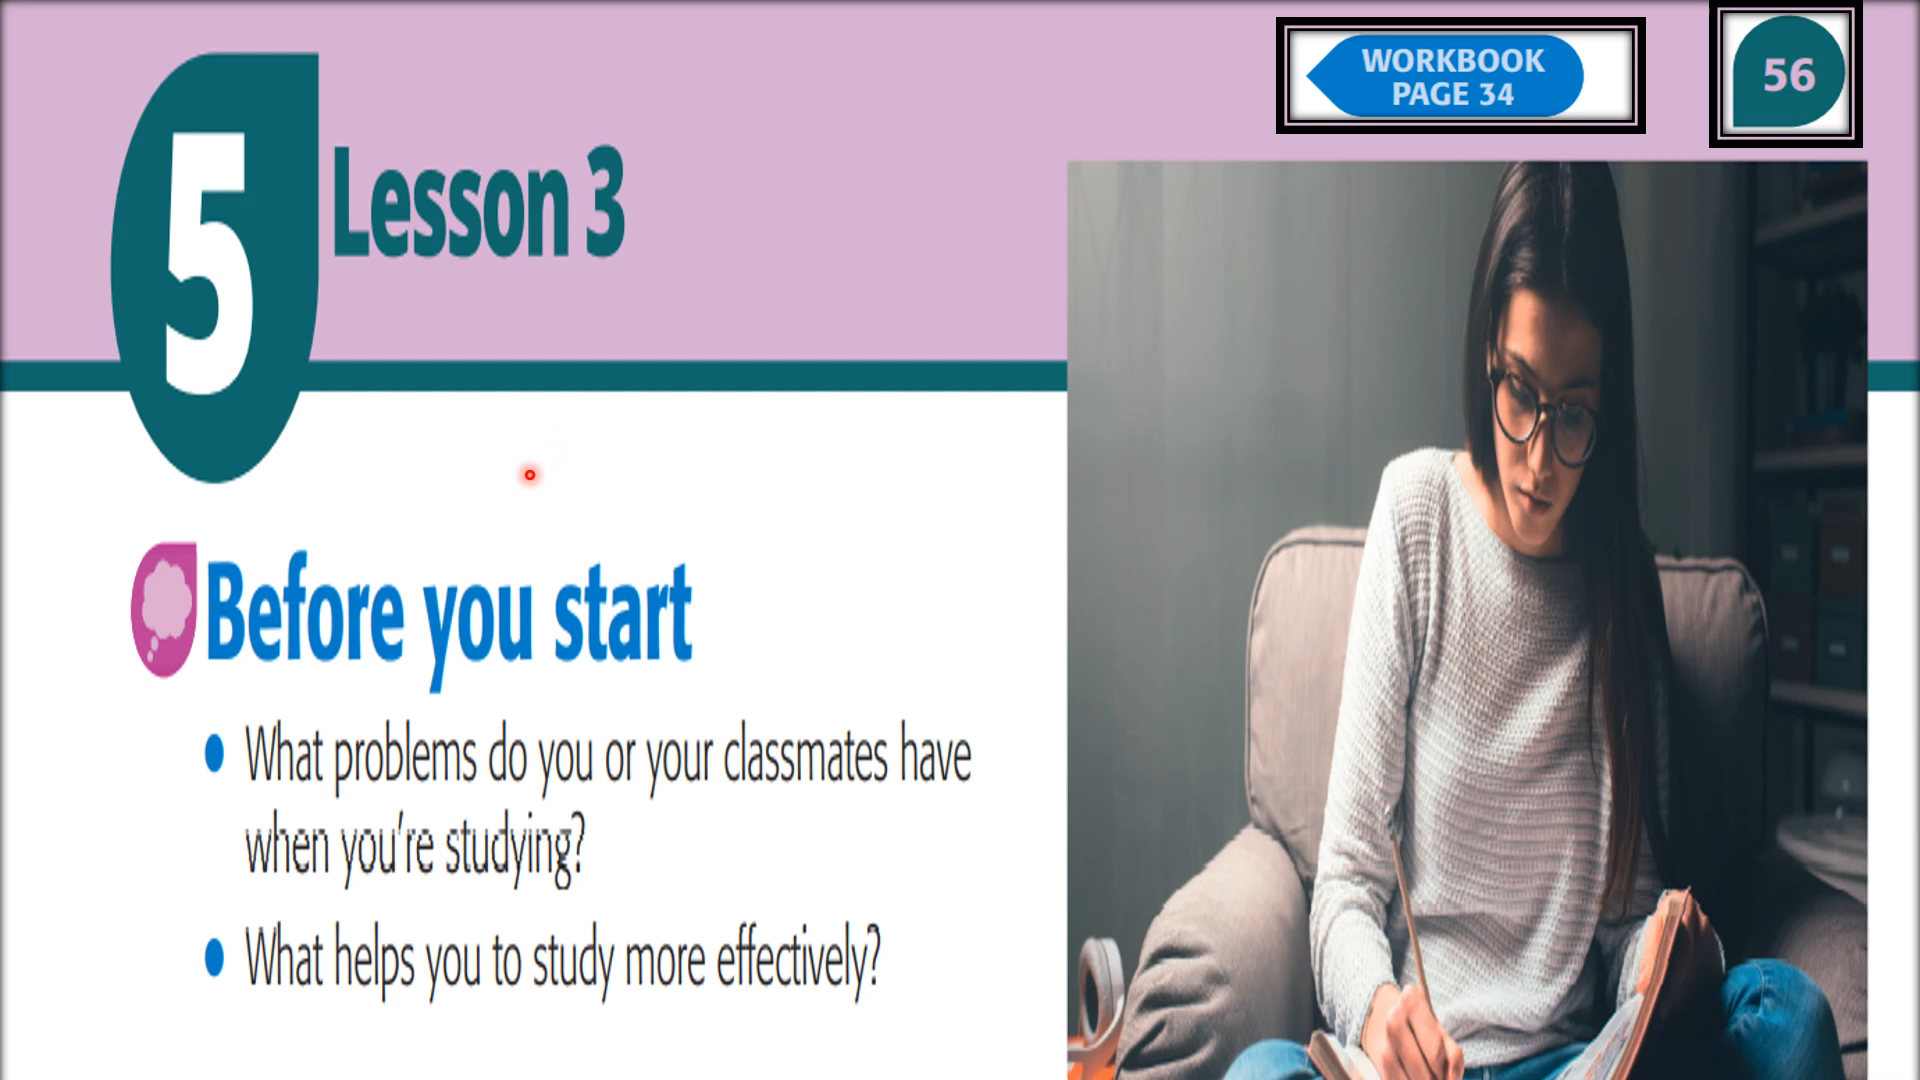 WORKBOOK
PAGE 34
56
5
Lesson 3
Before you start
• What problems do you or your classmates have
when you're studying?
• What helps you to study more effectively?